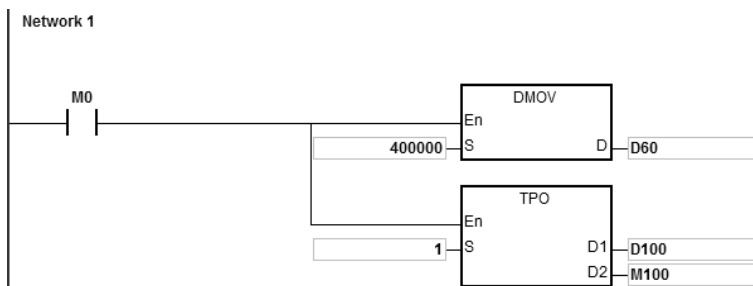 Network 1
M0
DMOV
En
400000 S D D60
TPO
En
1 S D1 D100
D2 M100